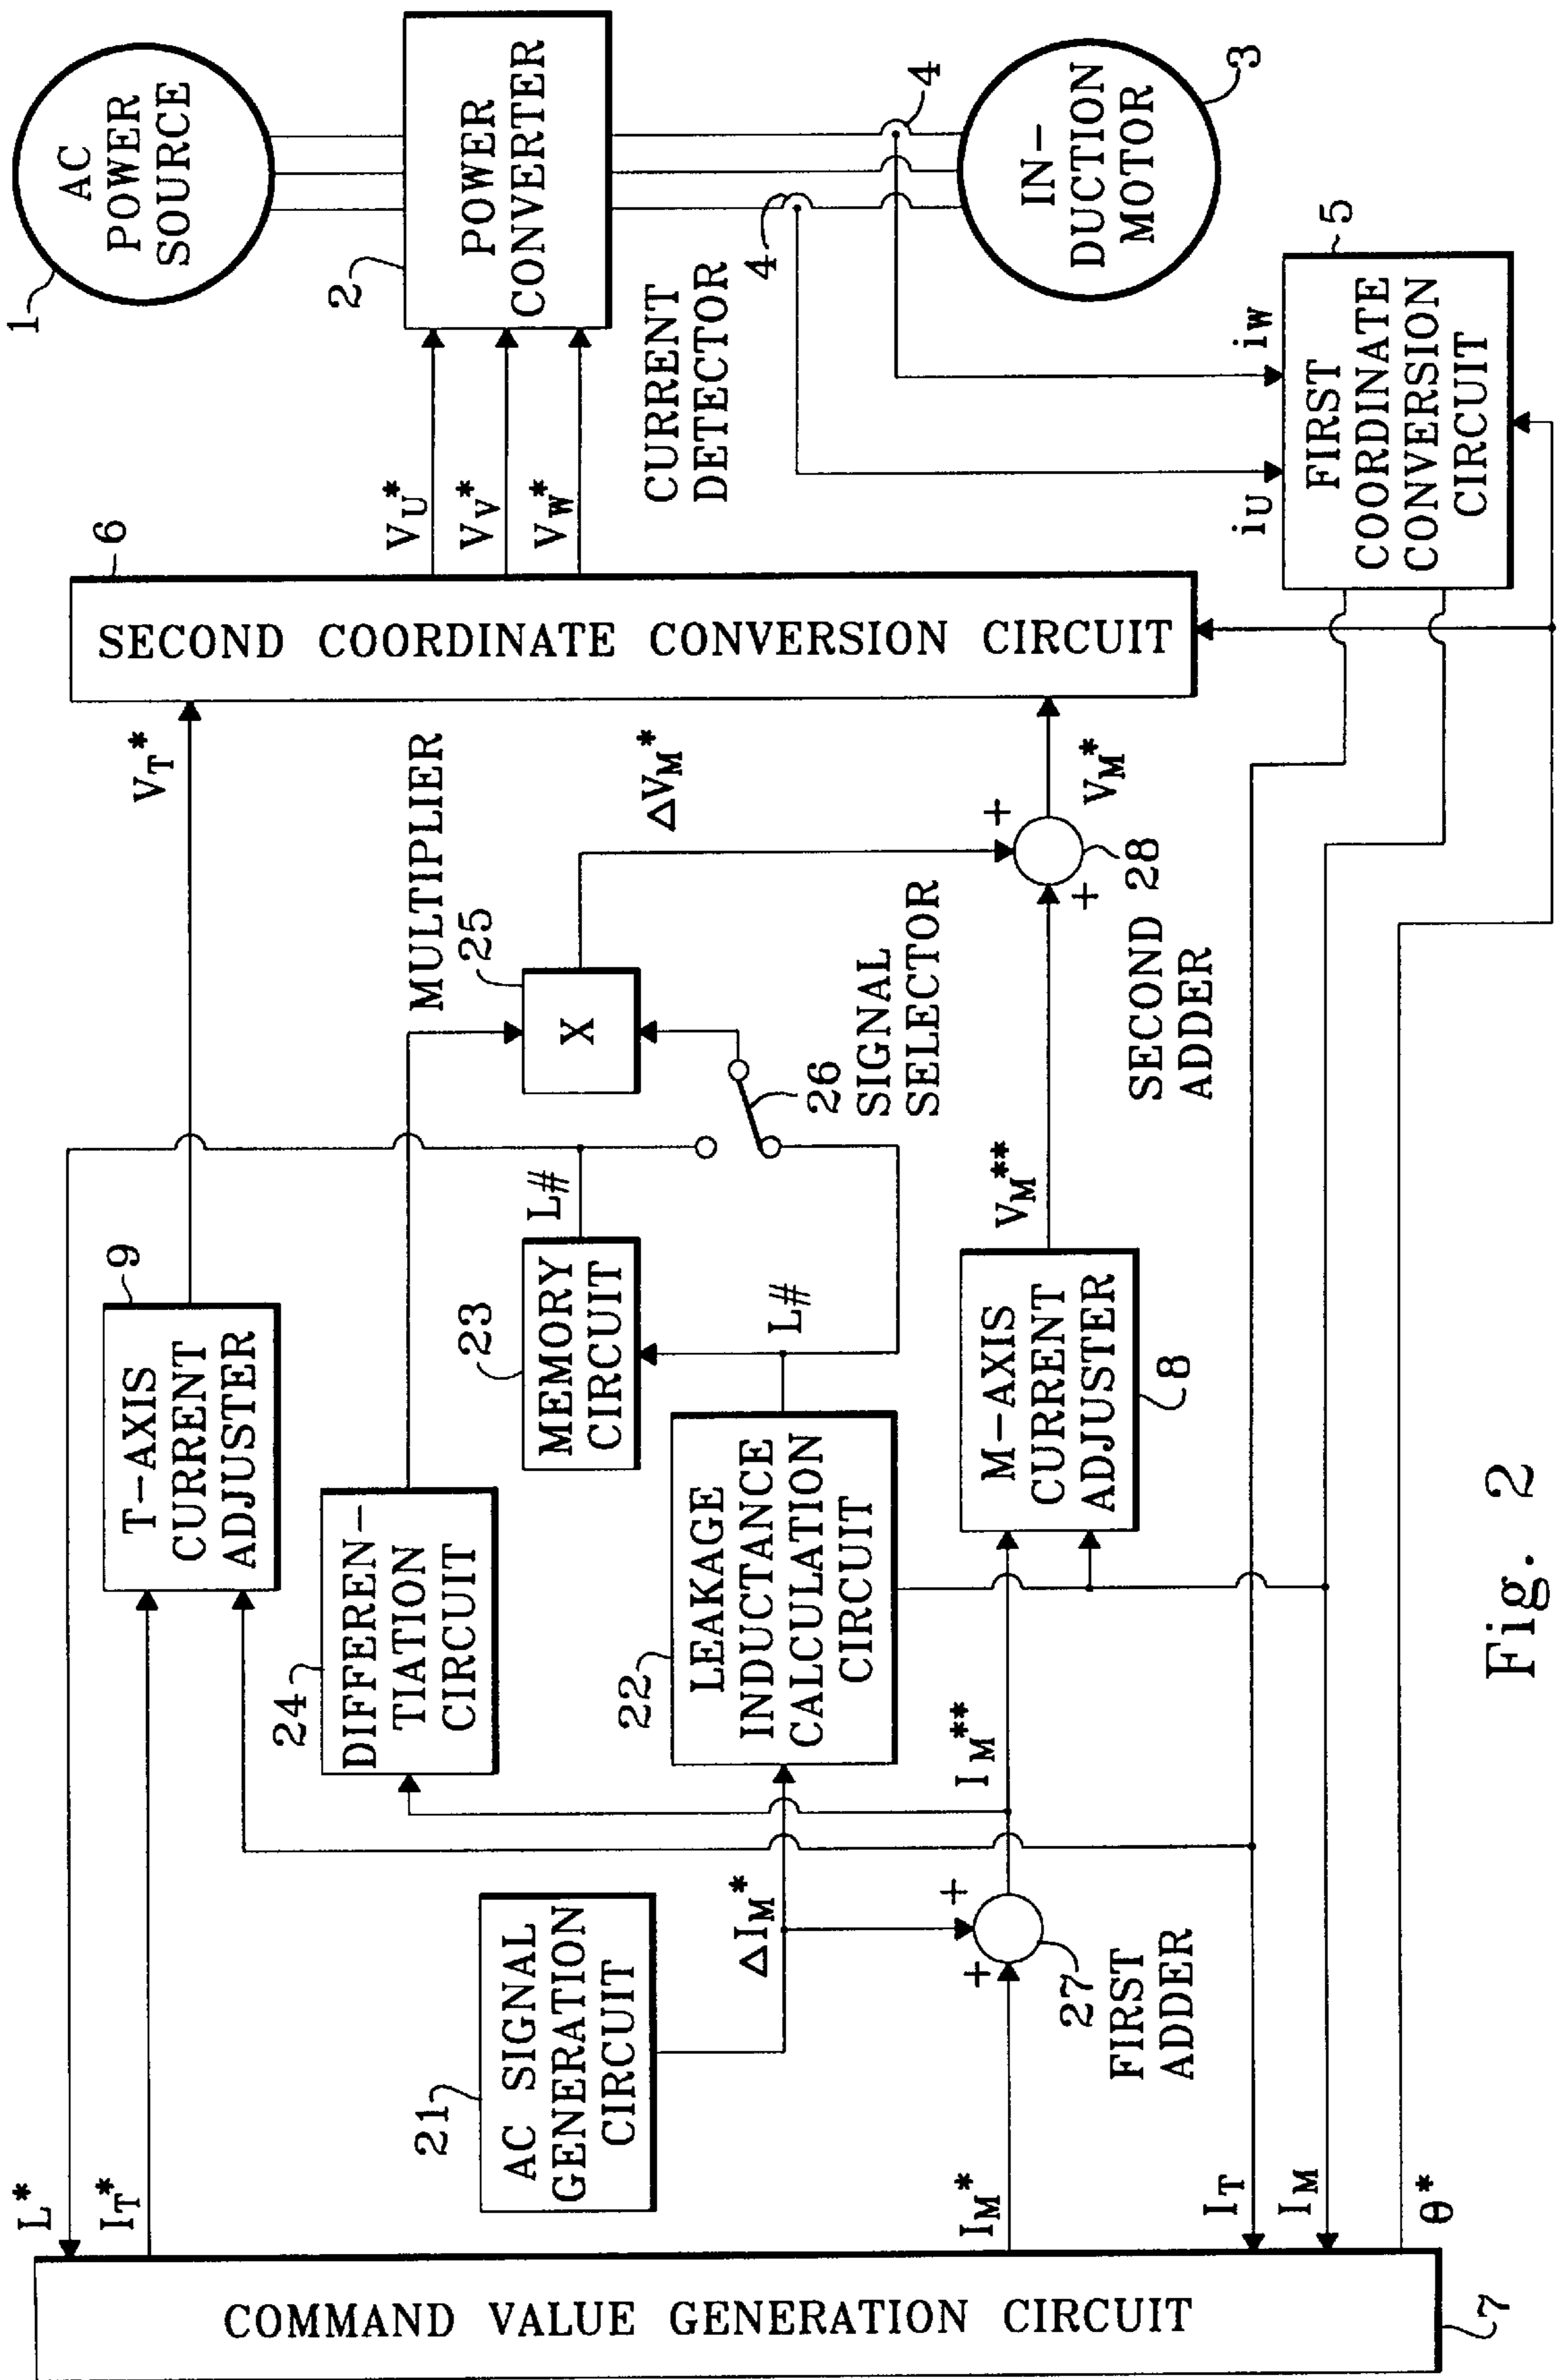 L*
IT*
COMMAND VALUE GENERATION CIRCUIT
7
IM*
IT
IM
θ*
21
AC SIGNAL
GENERATION
CIRCUIT
ΔIM*
+
+
27
FIRST
ADDER
IM**
24
DIFFEREN-
TIATION
CIRCUIT
22
LEAKAGE
INDUCTANCE
CALCULATION
CIRCUIT
T-AXIS
CURRENT
ADJUSTER
9
23
MEMORY
CIRCUIT
L#
L#
M-AXIS
CURRENT
ADJUSTER
8
VM**
MULTIPLIER
25
X
26
SIGNAL
SELECTOR
SECOND
ADDER
28
+
+
ΔVM*
VM*
VT*
SECOND COORDINATE CONVERSION CIRCUIT
6
VU*
VV*
VW*
CURRENT
DETECTOR
1
AC
POWER
SOURCE
2
POWER
CONVERTER
4
4
IN-
DUCTION
MOTOR
3
iU
iW
FIRST
COORDINATE
CONVERSION
CIRCUIT
5
Fig. 2